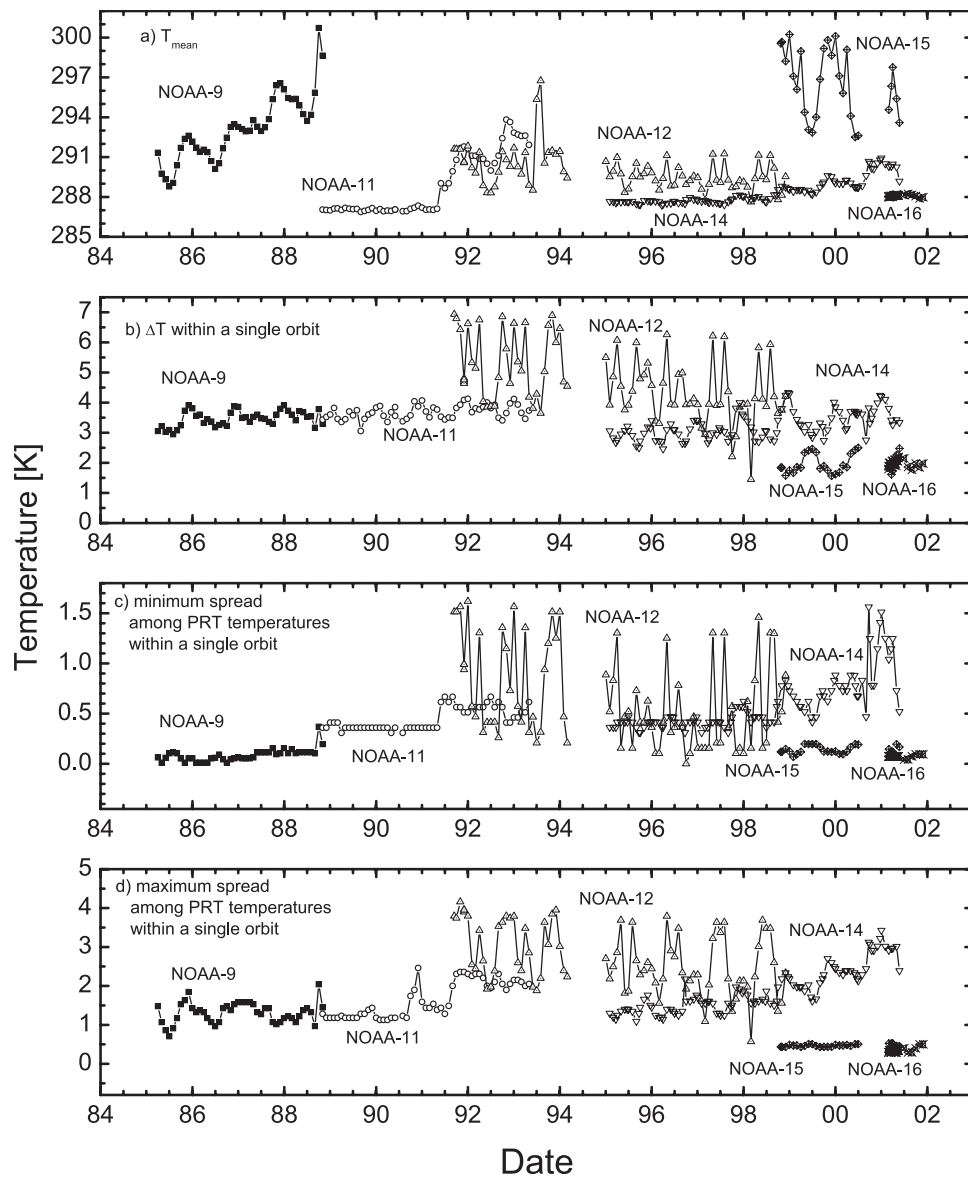 Temperature [K]
a) Tmean
NOAA-9
NOAA-11
NOAA-12
NOAA-14
NOAA-15
NOAA-16
300
297
294
291
288
285
84 86 88 90 92 94 96 98 00 02
b) ΔT within a single orbit
NOAA-9
NOAA-11
NOAA-12
NOAA-14
NOAA-15
NOAA-16
7
6
5
4
3
2
1
0
84 86 88 90 92 94 96 98 00 02
c) minimum spread
among PRT temperatures
within a single orbit
NOAA-9
NOAA-11
NOAA-12
NOAA-14
NOAA-15
NOAA-16
1.5
1.0
0.5
0.0
84 86 88 90 92 94 96 98 00 02
d) maximum spread
among PRT temperatures
within a single orbit
NOAA-9
NOAA-11
NOAA-12
NOAA-14
NOAA-15
NOAA-16
5
4
3
2
1
0
84 86 88 90 92 94 96 98 00 02
Date